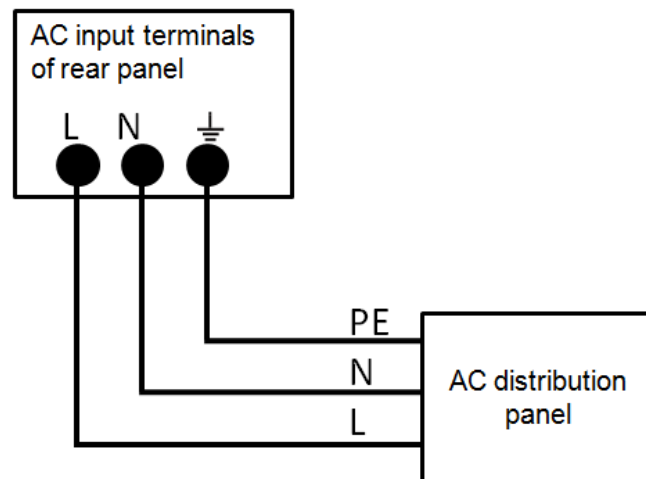 AC input terminals
of rear panel
L N ⏚
PE
N
AC distribution
panel
L